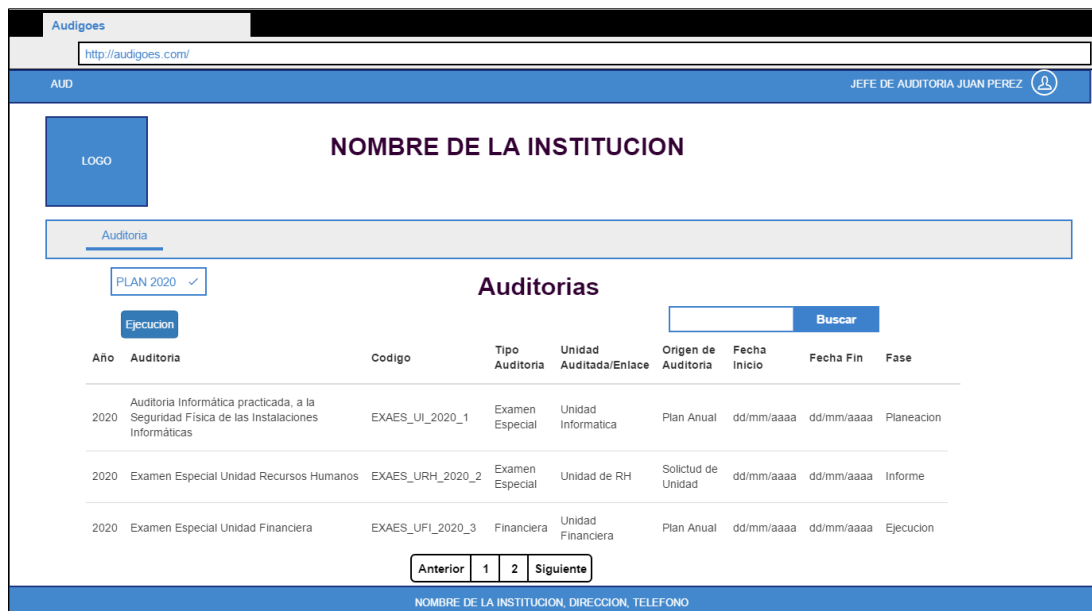 Audigoes
http://audigoes.com/
AUD
JEFE DE AUDITORIA JUAN PEREZ
LOGO
NOMBRE DE LA INSTITUCION
Auditoria
PLAN 2020
Auditorias
Ejecucion
Buscar
Año Auditoria Codigo Tipo Auditoria Unidad Auditada/Enlace Origen de Auditoria Fecha Inicio Fecha Fin Fase
2020 Auditoria Informática practicada, a la Seguridad Física de las Instalaciones Informáticas EXAES_UI_2020_1 Examen Especial Unidad Informatica Plan Anual dd/mm/aaaa dd/mm/aaaa Planeacion
2020 Examen Especial Unidad Recursos Humanos EXAES_URH_2020_2 Examen Especial Unidad de RH Solictud de Unidad dd/mm/aaaa dd/mm/aaaa Informe
2020 Examen Especial Unidad Financiera EXAES_UFI_2020_3 Financiera Unidad Financiera Plan Anual dd/mm/aaaa dd/mm/aaaa Ejecucion
Anterior 1 2 Siguiente
NOMBRE DE LA INSTITUCION, DIRECCION, TELEFONO